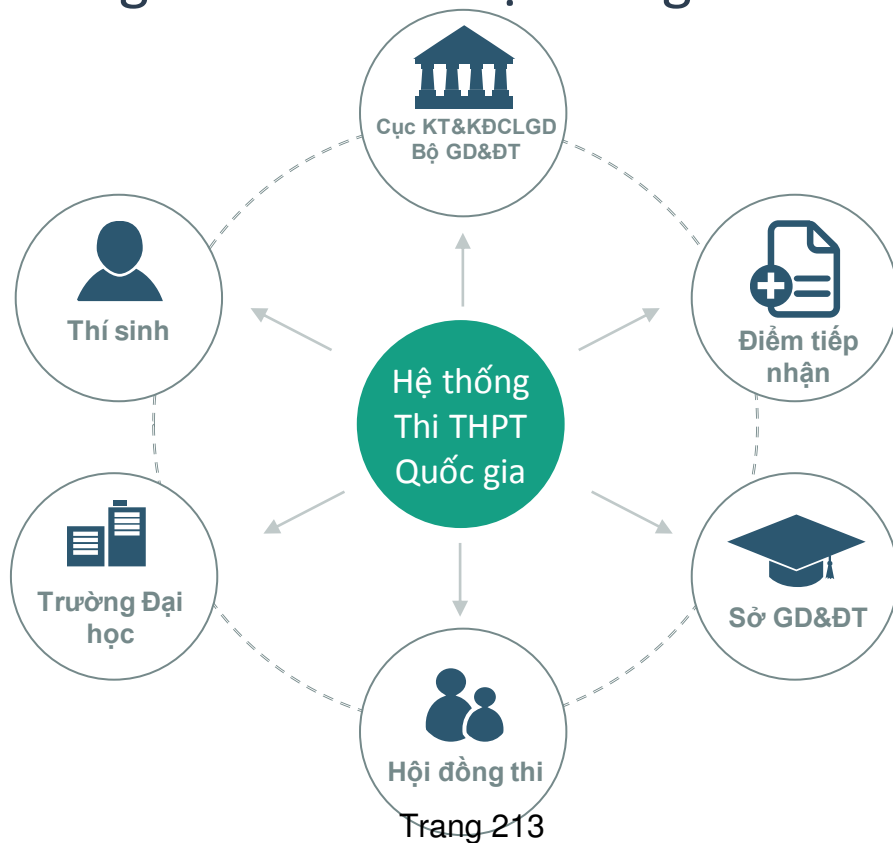 Cục KT&KĐCLGD
Bộ GD&ĐT
Thí sinh
Điểm tiếp
nhận
Hệ thống
Thi THPT
Quốc gia
Trường Đại
học
Sở GD&ĐT
Hội đồng thi
Trang 213